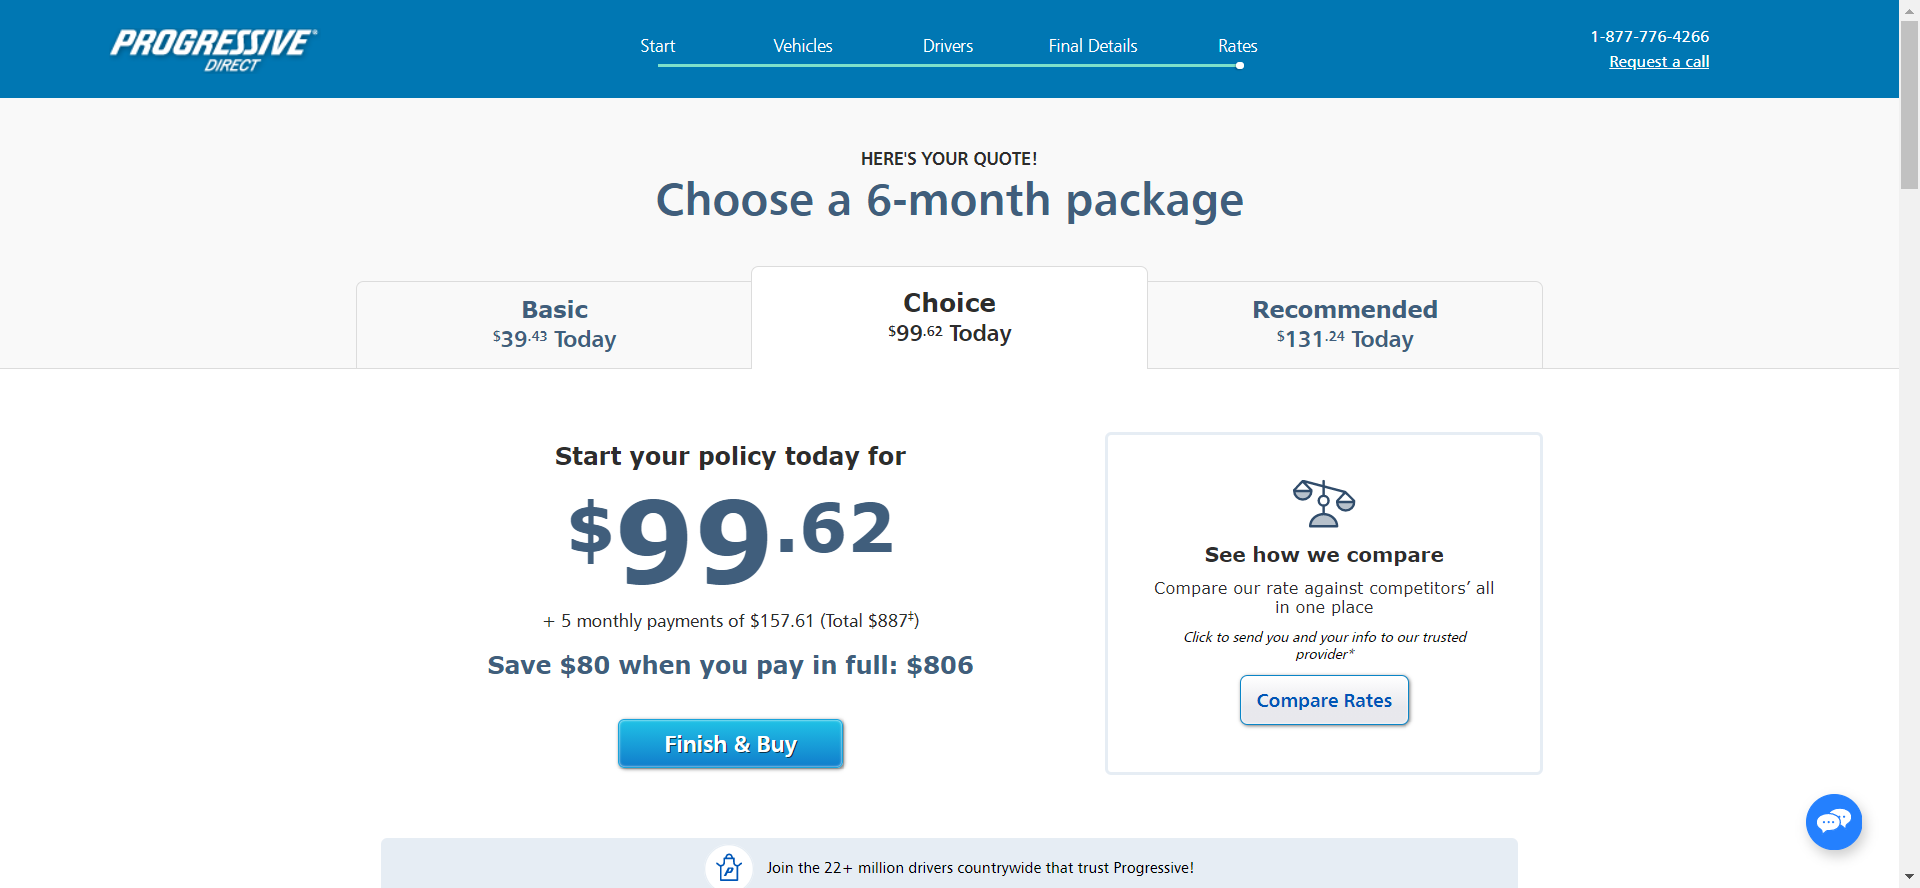 PROGRESSIVE®
DIRECT
Start
Vehicles
Drivers
Final Details
Rates
1-877-776-4266
Request a call
HERE'S YOUR QUOTE!
Choose a 6-month package
Basic
$39.43 Today
Choice
$99.62 Today
Recommended
$131.24 Today
Start your policy today for
$99.62
+ 5 monthly payments of $157.61 (Total $887‡)
Save $80 when you pay in full: $806
Finish & Buy
See how we compare
Compare our rate against competitors’ all
in one place
Click to send you and your info to our trusted
provider*
Compare Rates
P
Join the 22+ million drivers countrywide that trust Progressive!